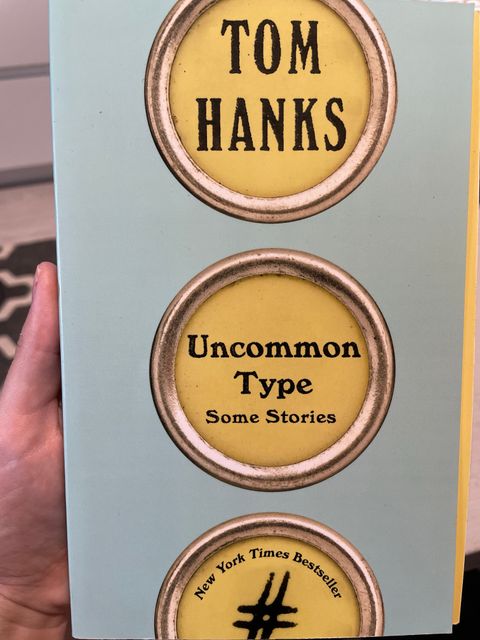 TOM
HANKS
Uncommon
Type
Some Stories
New York Times Bestseller
#